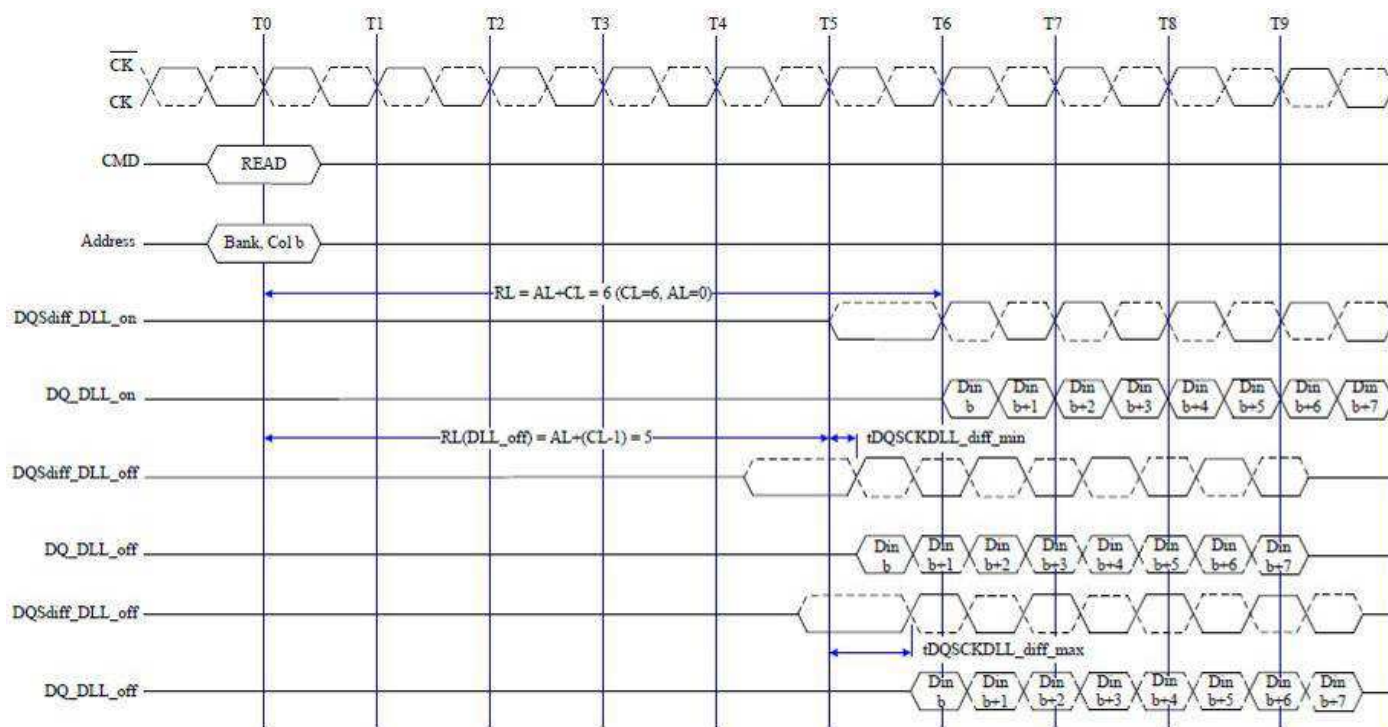 T0 T1 T2 T3 T4 T5 T6 T7 T8 T9
CK
CK
CMD READ
Address Bank, Col b
RL = AL+CL = 6 (CL=6, AL=0)
DQSdiff_DLL_on
DQ_DLL_on Din b Din b+1 Din b+2 Din b+3 Din b+4 Din b+5 Din b+6 Din b+7
RL(DLL_off) = AL+(CL-1) = 5 tDQSCKDLL_diff_min
DQSdiff_DLL_off
DQ_DLL_off Din b Din b+1 Din b+2 Din b+3 Din b+4 Din b+5 Din b+6 Din b+7
DQSdiff_DLL_off
tDQSCKDLL_diff_max
DQ_DLL_off Din b Din b+1 Din b+2 Din b+3 Din b+4 Din b+5 Din b+6 Din b+7